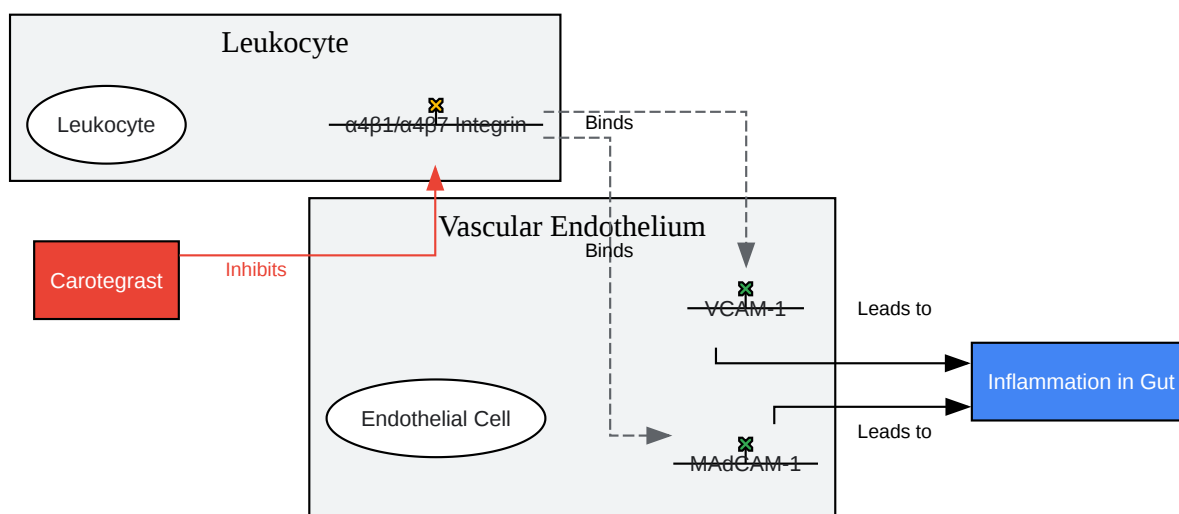 Leukocyte
Leukocyte
α4β1/α4β7 Integrin
Binds
Vascular Endothelium
Binds
Carotegrast
Inhibits
VCAM-1
Leads to
Inflammation in Gut
Endothelial Cell
Leads to
MAdCAM-1